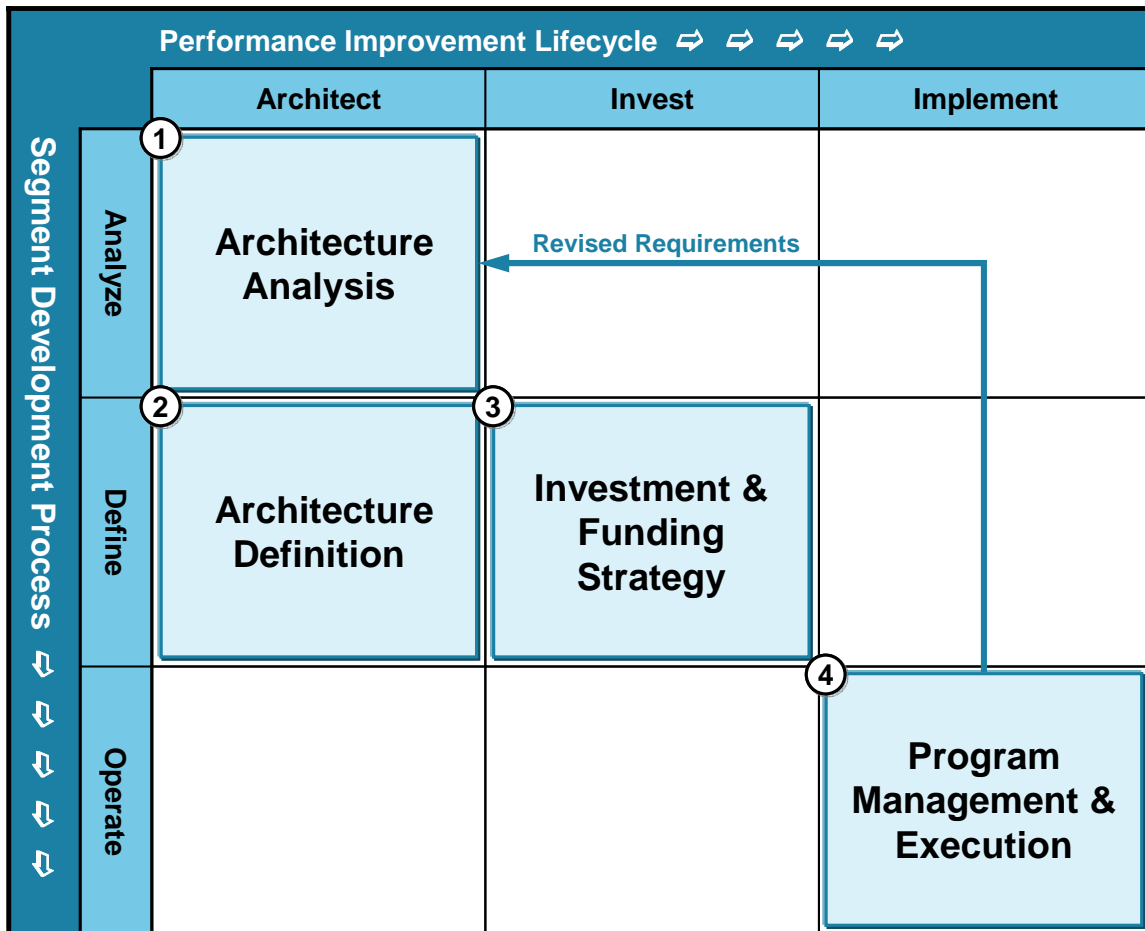 Performance Improvement Lifecycle
Architect
Invest
Implement
Segment Development Process
Analyze
Define
Operate
1
Architecture
Analysis
Revised Requirements
2
Architecture
Definition
3
Investment &
Funding
Strategy
4
Program
Management &
Execution